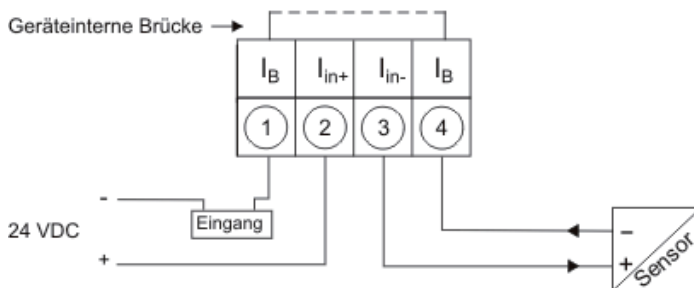 Geräteinterne Brücke
I_B I_in+ I_in- I_B
1 2 3 4
-
Eingang
24 VDC
+
-
+
Sensor